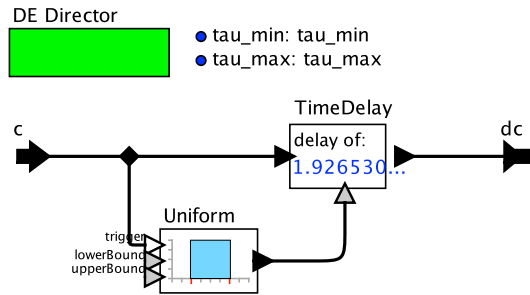 DE Director
tau_min: tau_min
tau_max: tau_max
TimeDelay
c
dc
delay of:
1.926530...
Uniform
trigger
lowerBound
upperBound